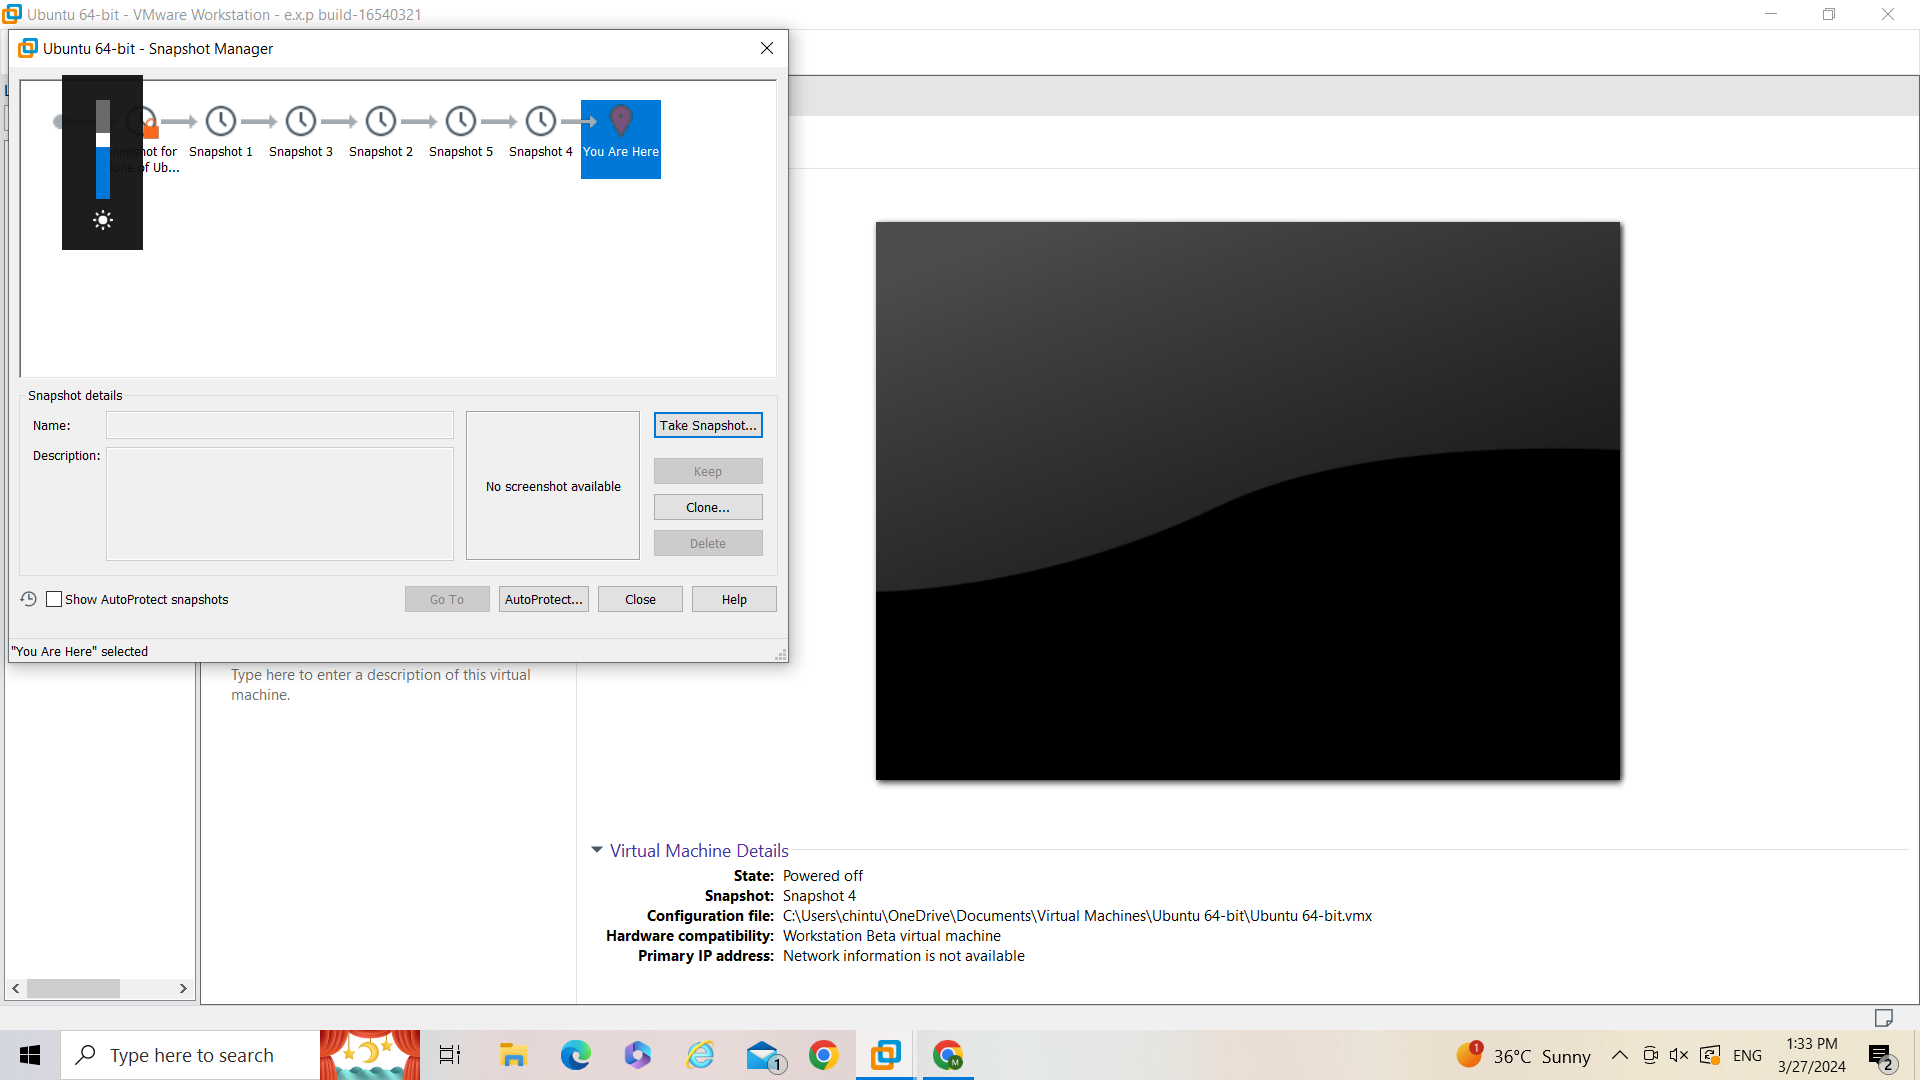 Ubuntu 64-bit - VMware Workstation - e.x.p build-16540321
Ubuntu 64-bit - Snapshot Manager
Snapshot 1
Snapshot 3
Snapshot 2
Snapshot 5
Snapshot 4
You Are Here
for
of Ub...
Snapshot details
Name:
Description:
No screenshot available
Take Snapshot...
Keep
Clone...
Delete
Show AutoProtect snapshots
Go To
AutoProtect...
Close
Help
"You Are Here" selected
Type here to enter a description of this virtual
machine.
Virtual Machine Details
State: Powered off
Snapshot: Snapshot 4
Configuration file: C:\Users\chintu\OneDrive\Documents\Virtual Machines\Ubuntu 64-bit\Ubuntu 64-bit.vmx
Hardware compatibility: Workstation Beta virtual machine
Primary IP address: Network information is not available
Type here to search
1
M
1
36°C Sunny
ENG
1:33 PM
3/27/2024
2